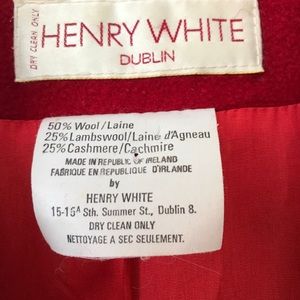 DRY CLEAN ONLY
HENRY WHITE
DUBLIN
50% Wool/Laine
25% Lambswool/Laine d'Agneau
25% Cashmere/Cachmire
MADE IN REPUBLIC OF IRELAND
FABRIQUE EN REPUBLIQUE D'IRLANDE
by
HENRY WHITE
15-16A Sth. Summer St., Dublin 8.
DRY CLEAN ONLY
NETTOYAGE A SEC SEULEMENT.